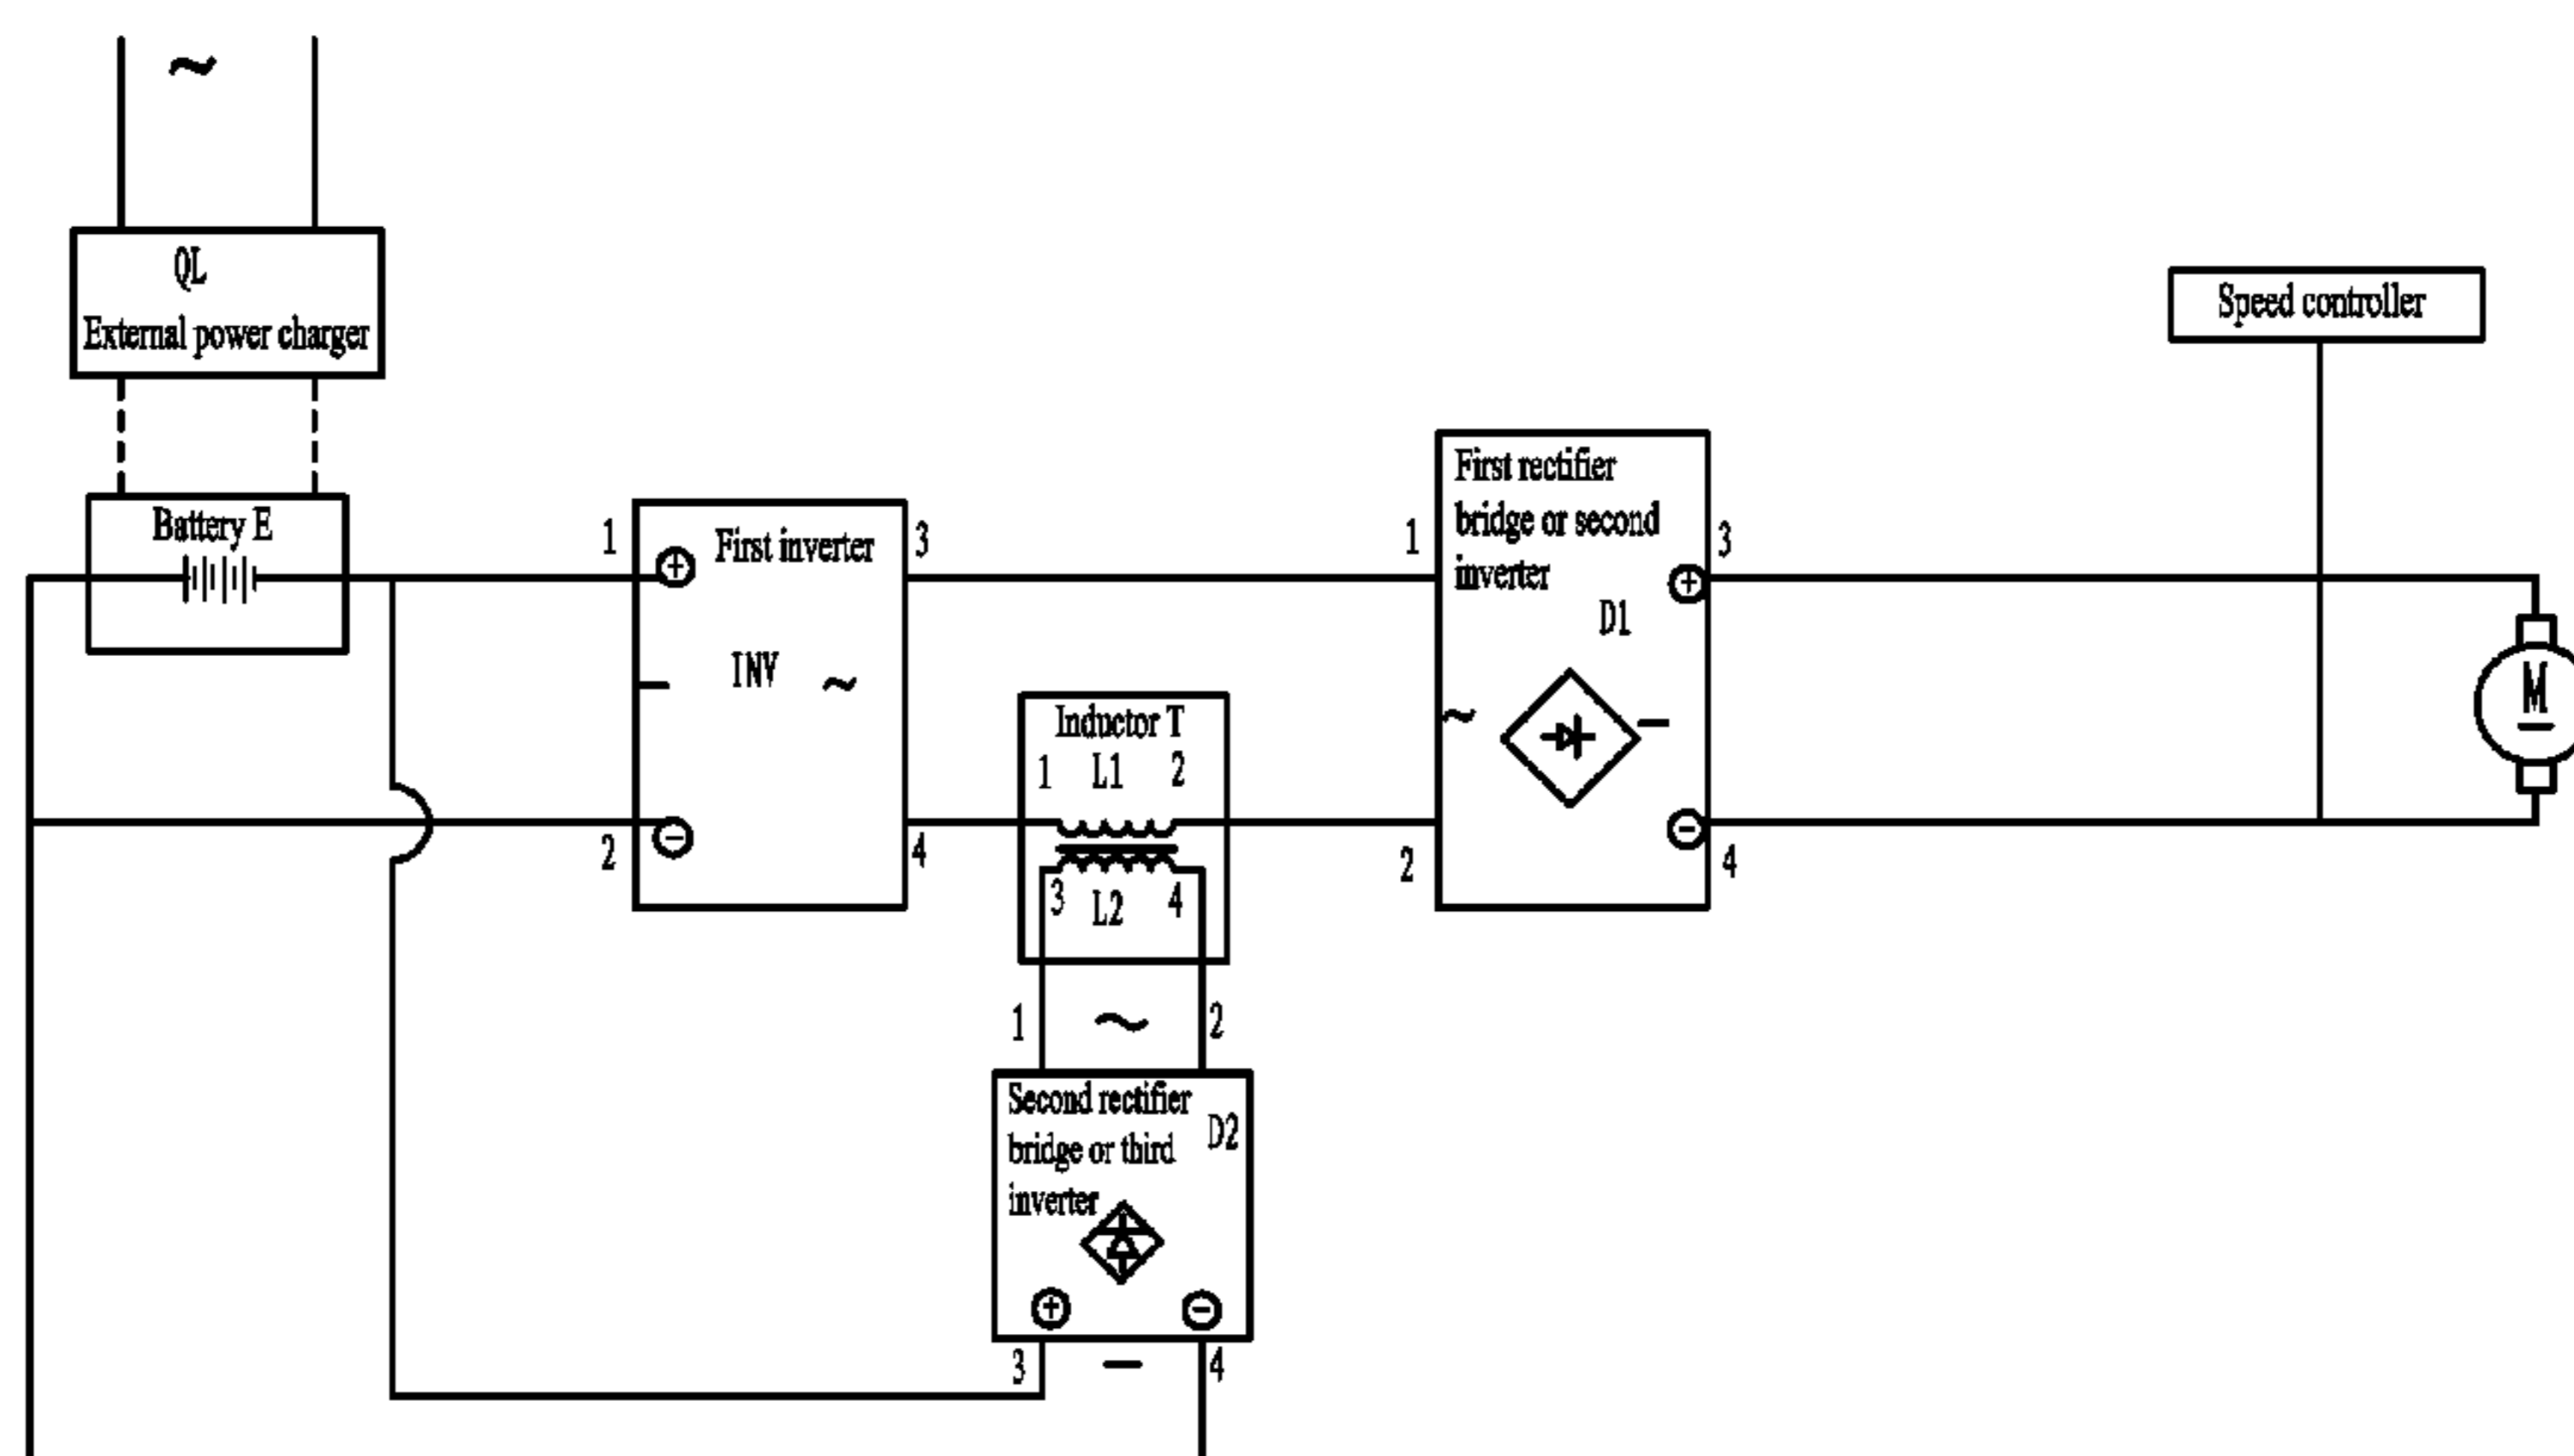 ~
QL
External power charger
Battery E
1
+
First inverter
3
INV
~
−
2
−
4
Inductor T
1 L1 2
3 L2 4
1 ~ 2
Second rectifier
bridge or third
inverter
D2
+
−
3
−
4
First rectifier
bridge or second
inverter
D1
1
2
~
−
+
3
−
4
Speed controller
M